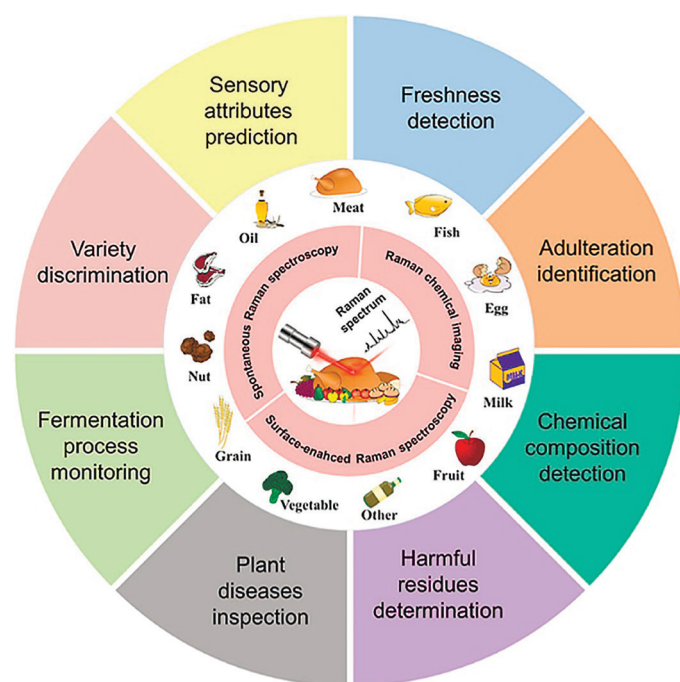 Sensory
attributes
prediction
Freshness
detection
Adulteration
identification
Chemical
composition
detection
Harmful
residues
determination
Plant
diseases
inspection
Fermentation
process
monitoring
Variety
discrimination
Meat
Fish
Egg
Milk
Fruit
Other
Vegetable
Grain
Nut
Fat
Oil
Spontaneous Raman spectroscopy
Raman chemical imaging
Surface-enahced Raman spectroscopy
Raman
spectrum
MILK